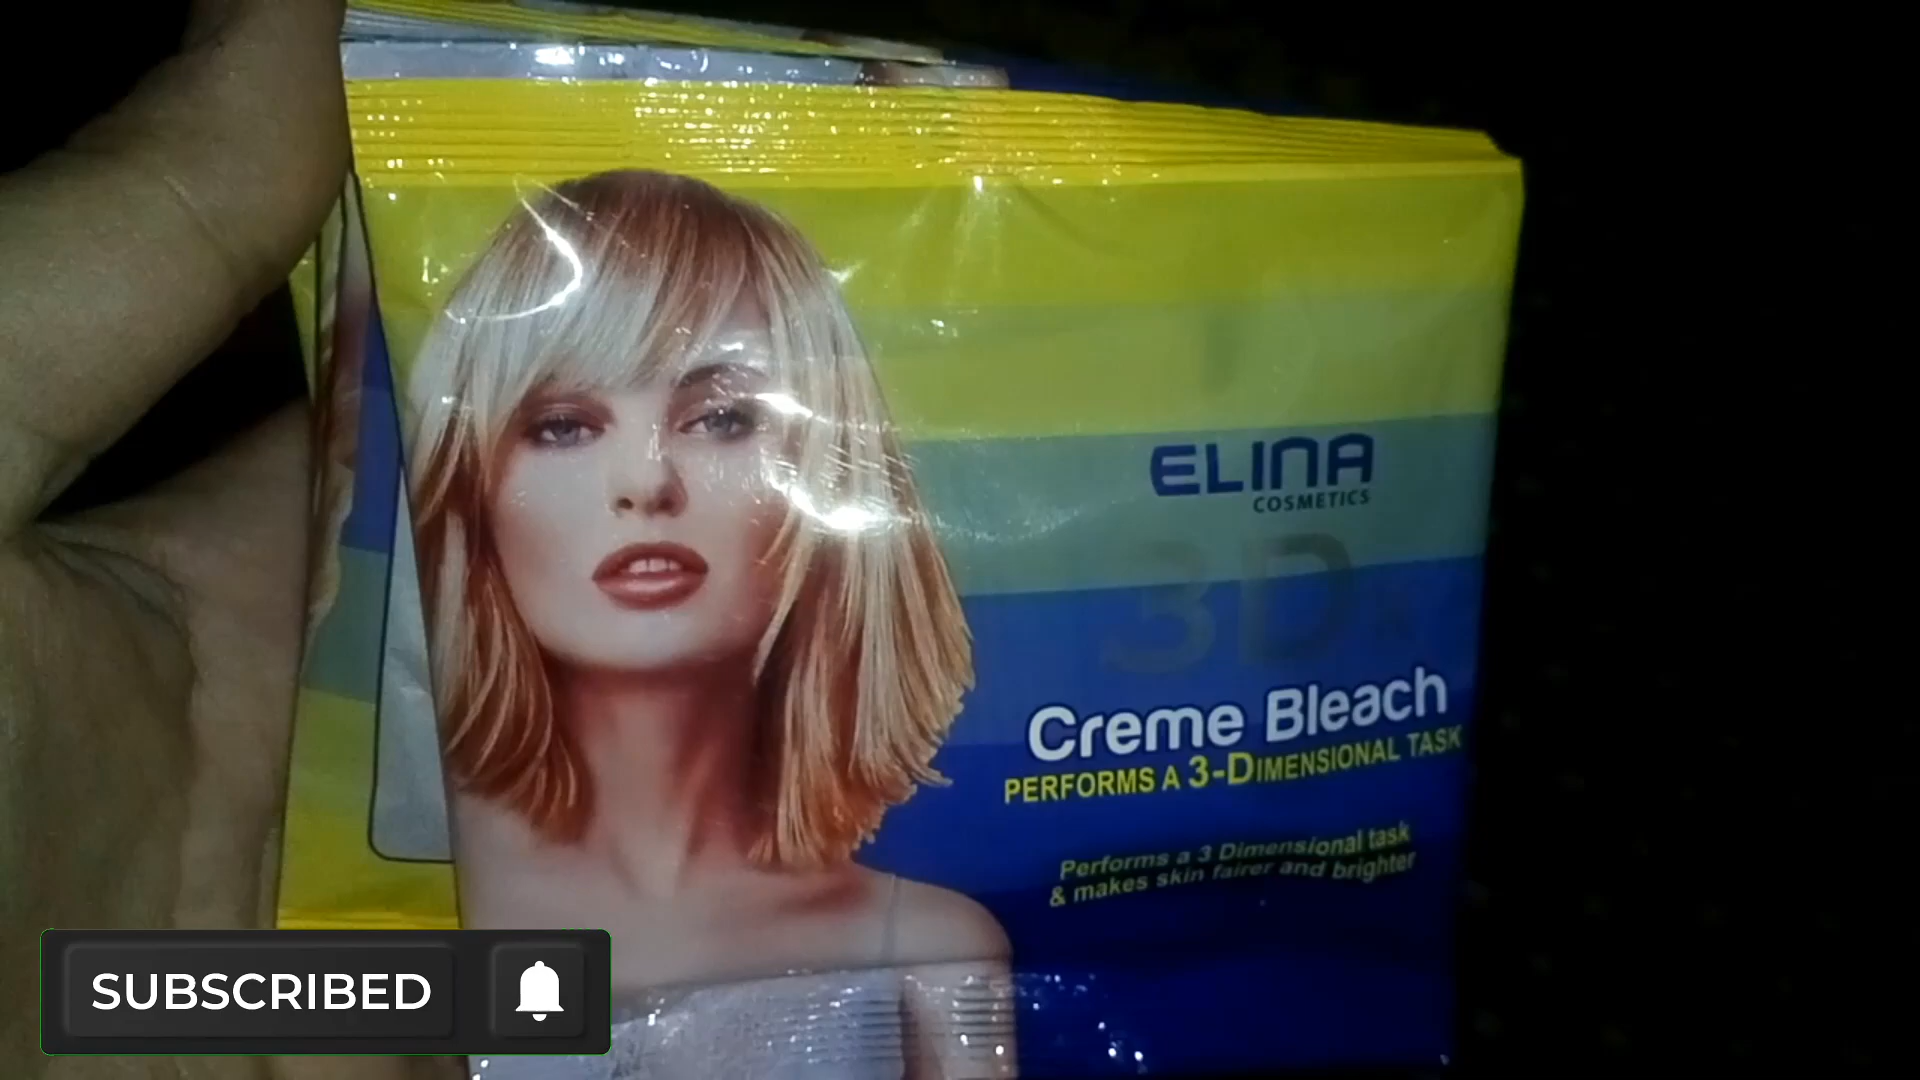 ELINA
COSMETICS
3D
Creme Bleach
PERFORMS A 3-DIMENSIONAL TASK
Performs a 3 Dimensional task
& makes skin fairer and brighter
SUBSCRIBED